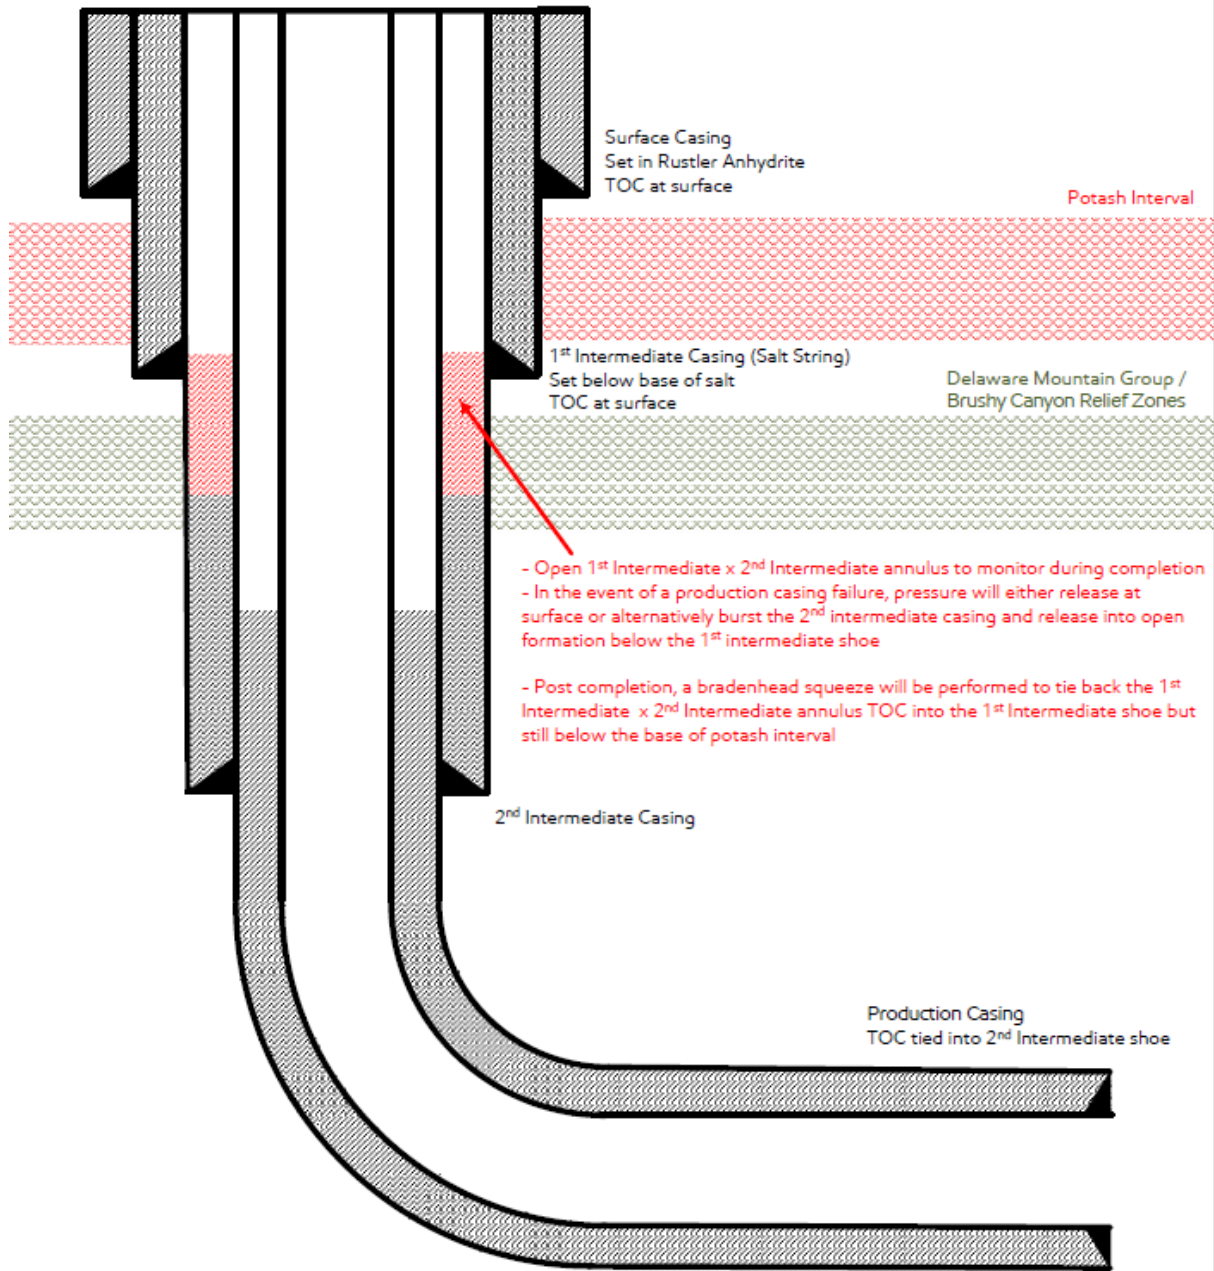 Surface Casing
Set in Rustler Anhydrite
TOC at surface
Potash Interval
1st Intermediate Casing (Salt String)
Set below base of salt
TOC at surface
Delaware Mountain Group /
Brushy Canyon Relief Zones
- Open 1st Intermediate x 2nd Intermediate annulus to monitor during completion
- In the event of a production casing failure, pressure will either release at
surface or alternatively burst the 2nd intermediate casing and release into open
formation below the 1st intermediate shoe
- Post completion, a bradenhead squeeze will be performed to tie back the 1st
Intermediate x 2nd Intermediate annulus TOC into the 1st Intermediate shoe but
still below the base of potash interval
2nd Intermediate Casing
Production Casing
TOC tied into 2nd Intermediate shoe